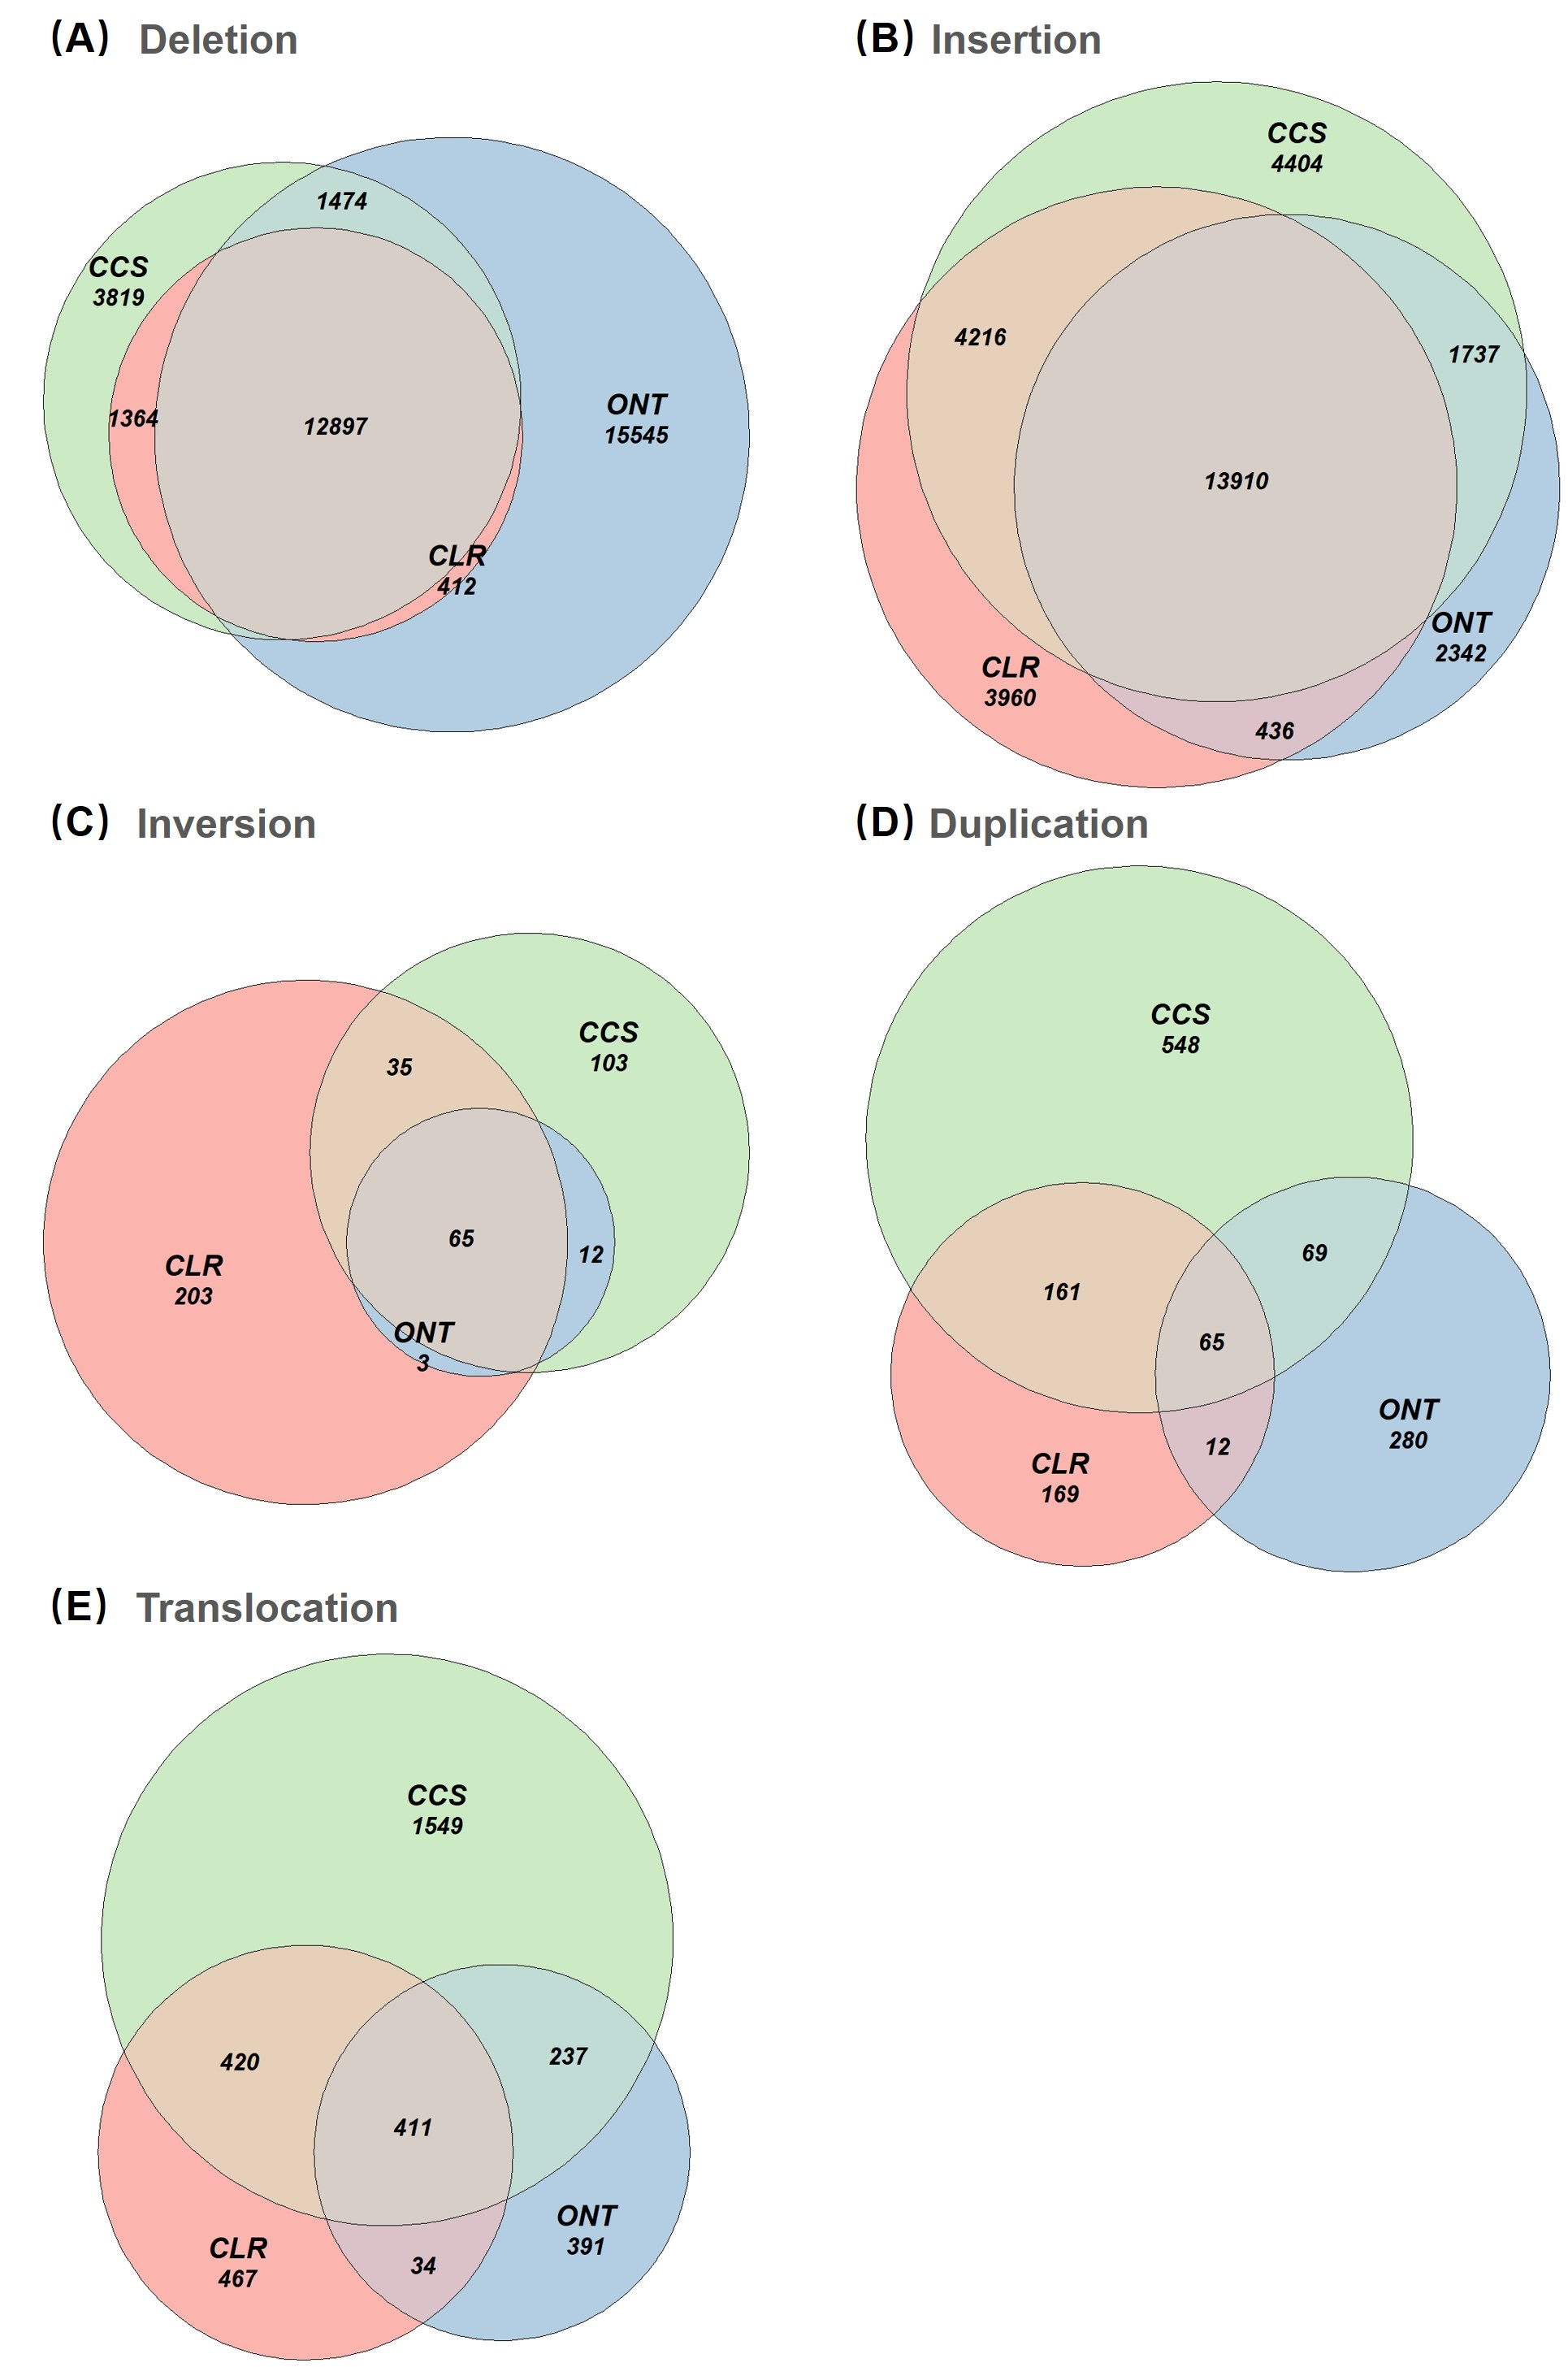 (A) Deletion
1474
CCS
3819
1364
12897
ONT
15545
CLR
412
(B) Insertion
CCS
4404
4216
1737
13910
ONT
2342
CLR
3960
436
(C) Inversion
CCS
103
35
65
12
CLR
203
ONT
3
(D) Duplication
CCS
548
69
161
65
ONT
280
12
CLR
169
(E) Translocation
CCS
1549
420
237
411
ONT
391
CLR
467
34